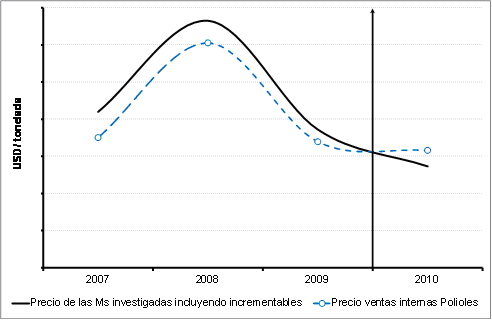 USD/ tonelada
2007 2008 2009 2010
Precio de las Ms investigadas incluyendo incrementables Precio ventas internas Polioles